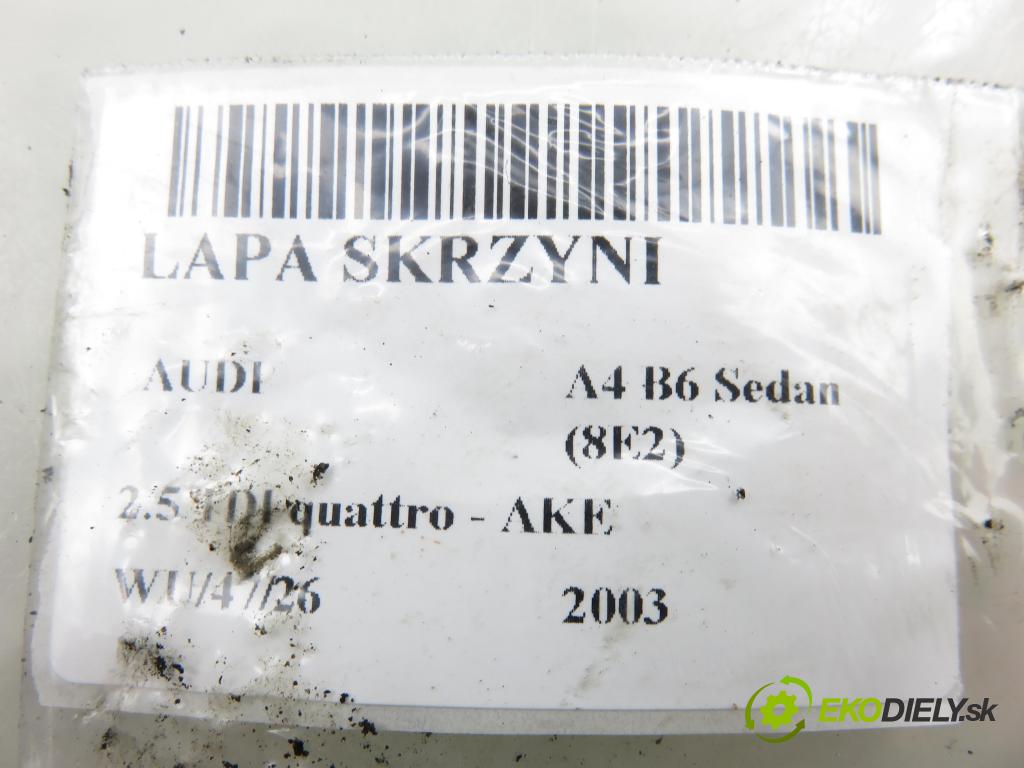 LAPA SKRZYNI
AUDI A4 B6 Sedan
(8E2)
2.5 TDI quattro - AKE
WU/47/26 2003
EKODIELY.sk